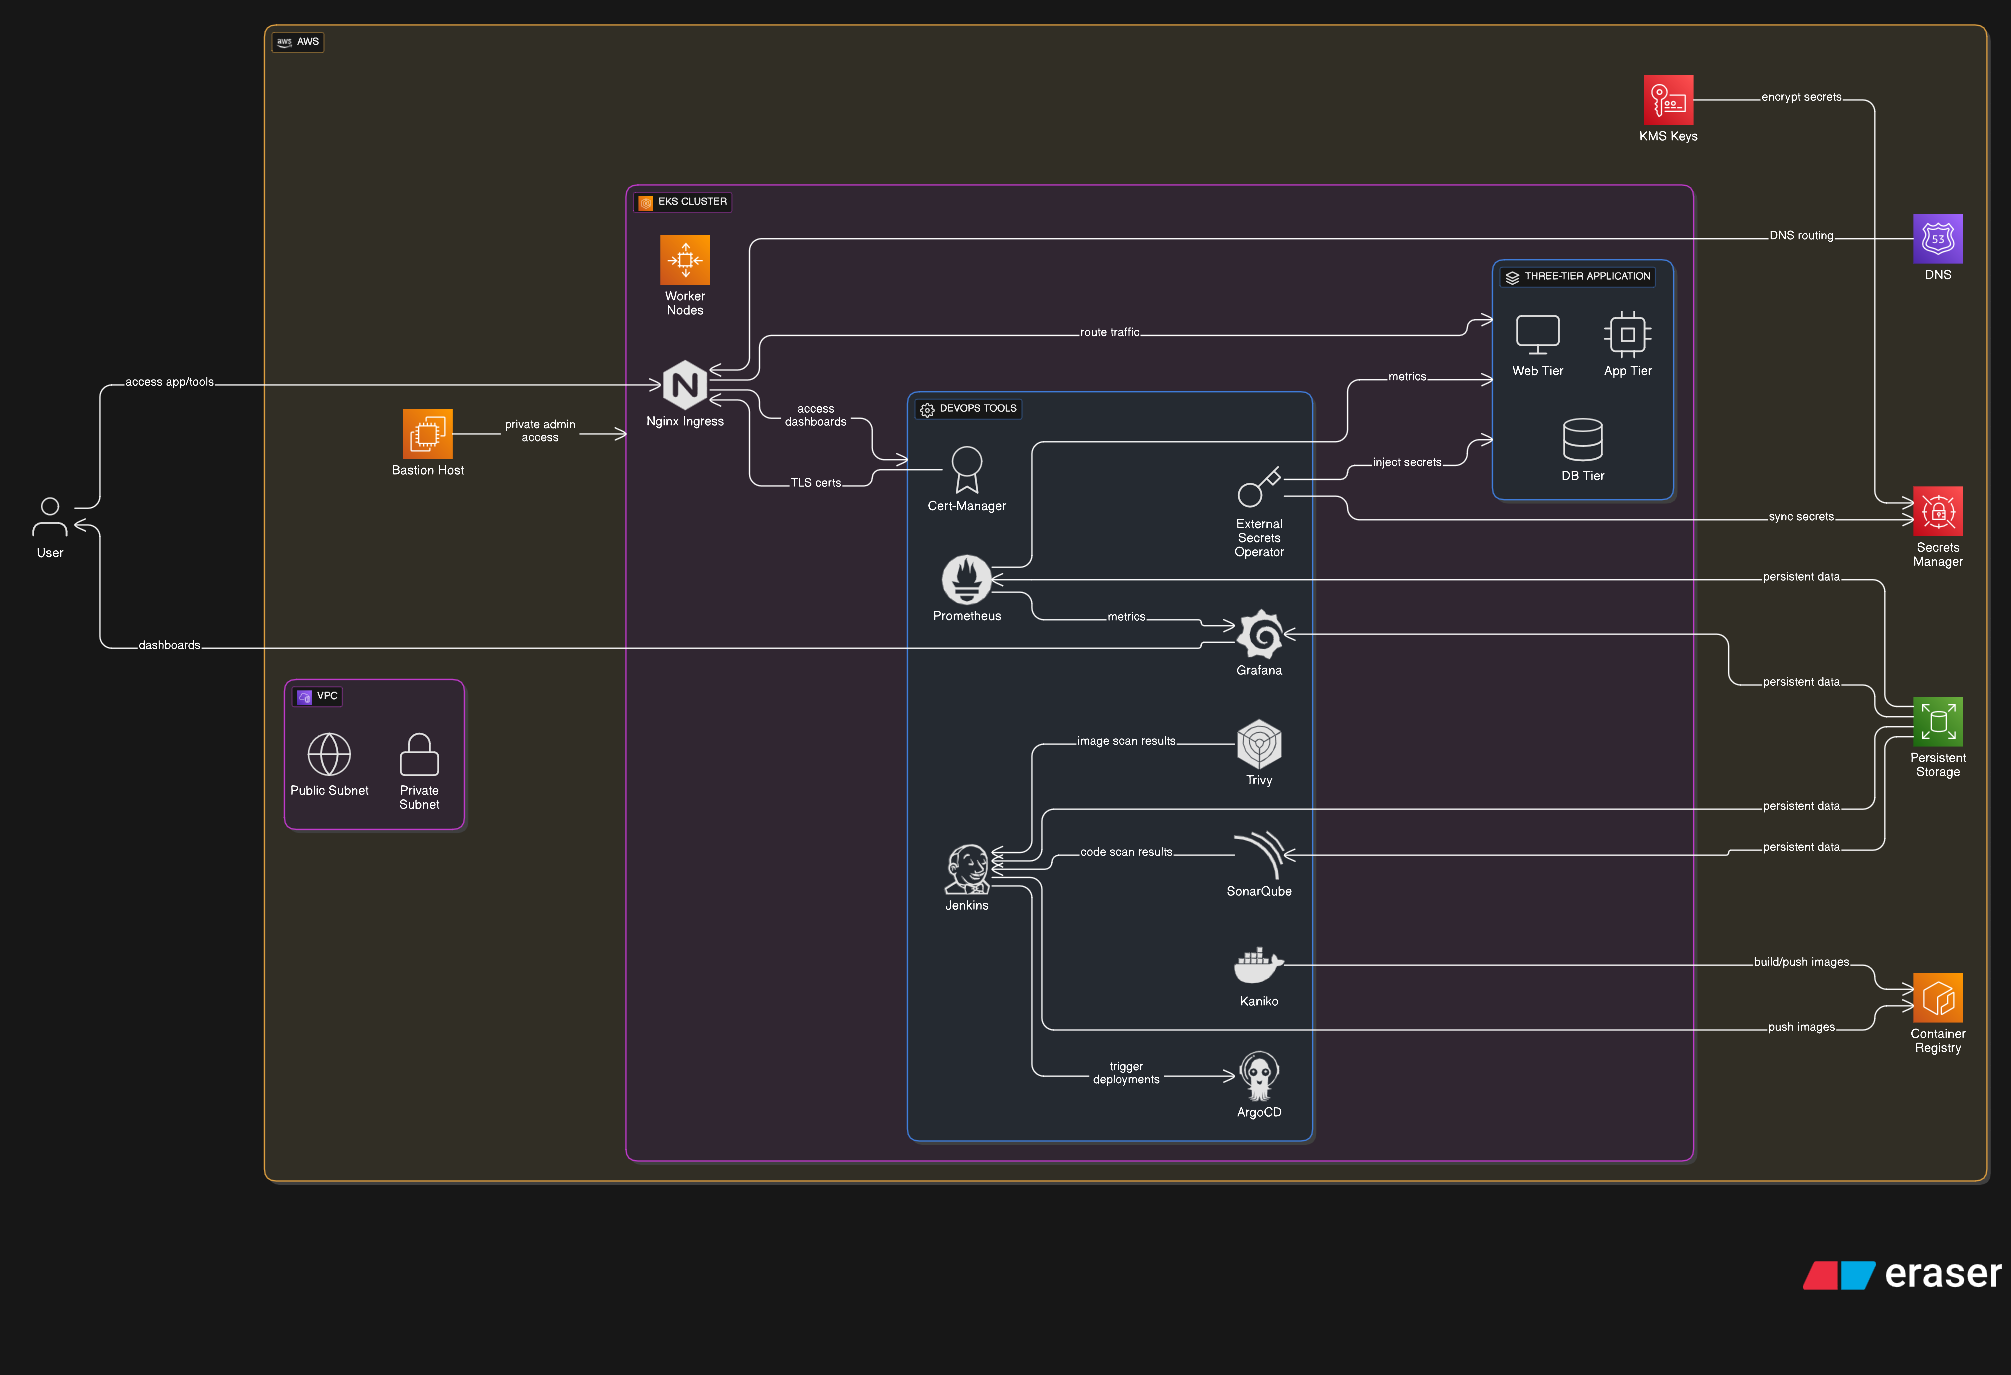 aws AWS
encrypt secrets
KMS Keys
EKS CLUSTER
DNS routing
53
DNS
Worker
Nodes
THREE-TIER APPLICATION
route traffic
Web Tier
App Tier
metrics
access app/tools
N
Nginx Ingress
access
dashboards
DEVOPS TOOLS
private admin
access
Bastion Host
inject secrets
DB Tier
TLS certs
Cert-Manager
sync secrets
User
External
Secrets
Operator
Secrets
Manager
persistent data
Prometheus
metrics
dashboards
Grafana
persistent data
VPC
Public Subnet
Private
Subnet
image scan results
Trivy
Persistent
Storage
persistent data
code scan results
persistent data
SonarQube
Jenkins
build/push images
Kaniko
push images
Container
Registry
trigger
deployments
ArgoCD
eraser